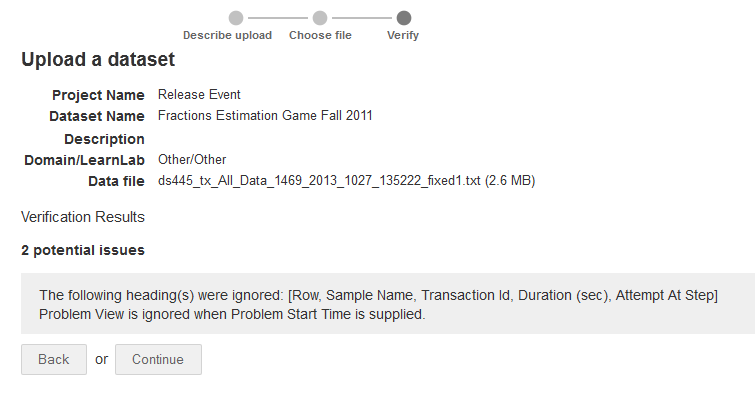 Describe upload Choose file Verify
Upload a dataset
Project Name Release Event
Dataset Name Fractions Estimation Game Fall 2011
Description
Domain/LearnLab Other/Other
Data file ds445_tx_All_Data_1469_2013_1027_135222_fixed1.txt (2.6 MB)
Verification Results
2 potential issues
The following heading(s) were ignored: [Row, Sample Name, Transaction Id, Duration (sec), Attempt At Step]
Problem View is ignored when Problem Start Time is supplied.
Back or Continue